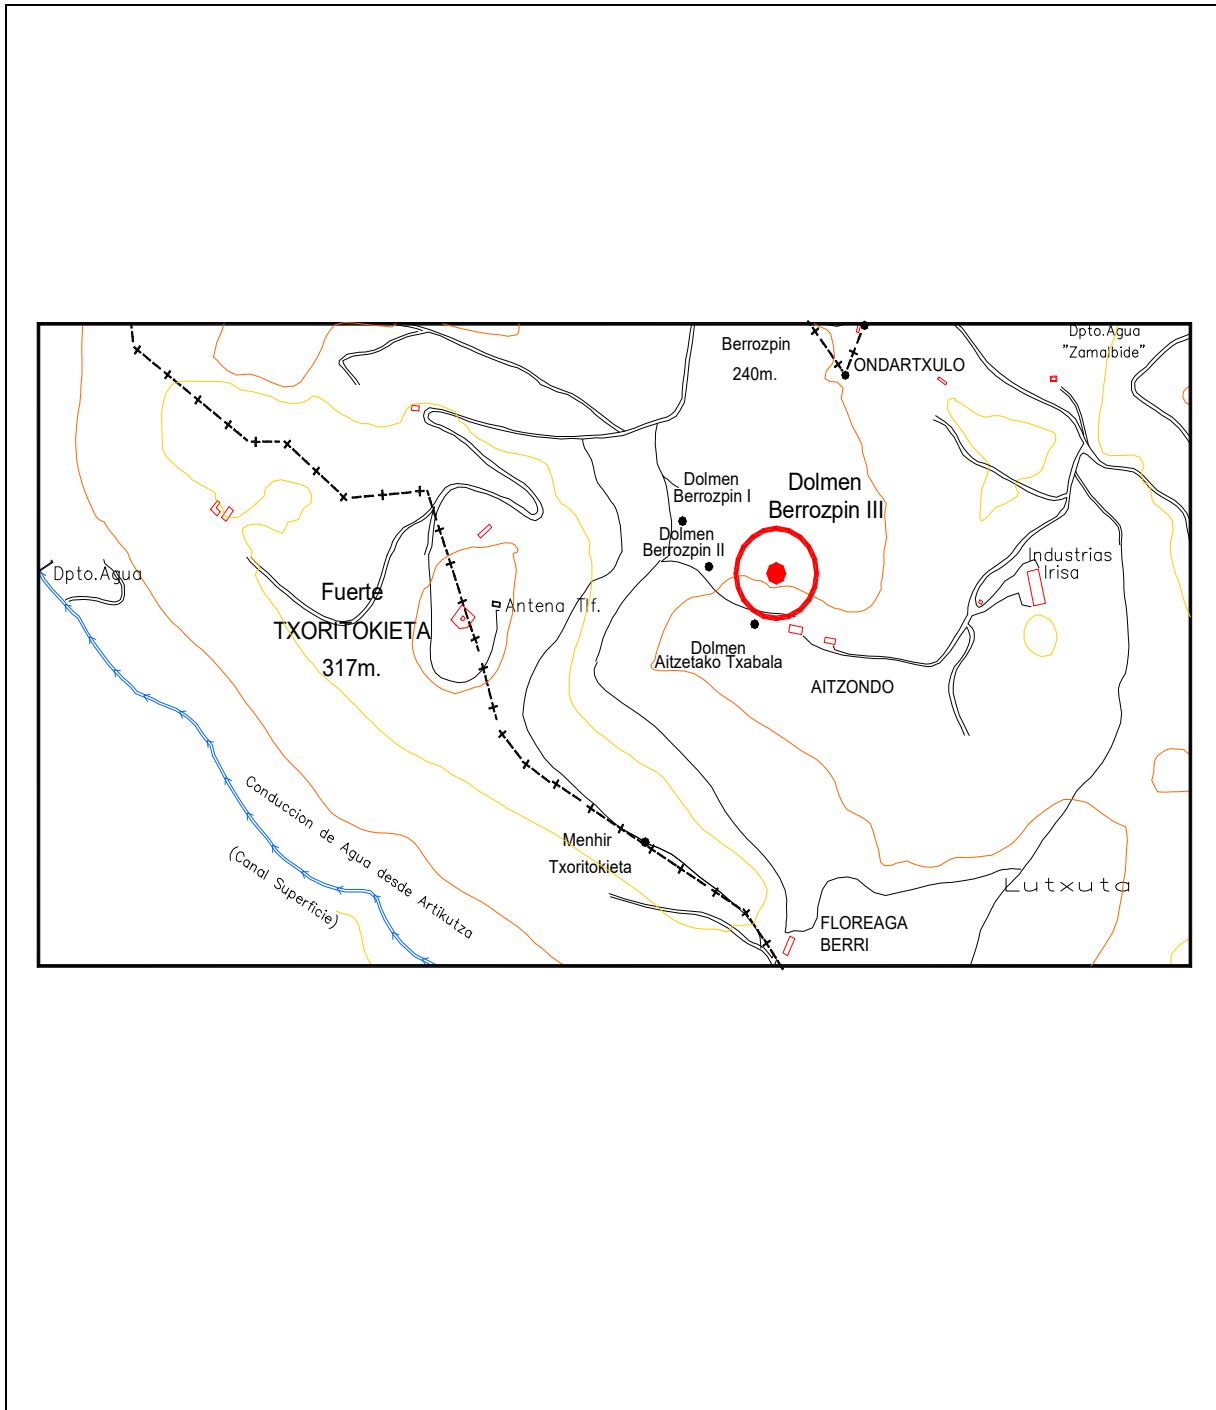 Berrozpin
240m.
ONDARTXULO
Dpto.Agua
"Zamalbide"
Dolmen
Berrozpin I
Dolmen
Berrozpin III
Dolmen
Berrozpin II
Industrias
Irisa
Dpto.Agua
Fuerte
TXORITOKIETA
317m.
Antena Tlf.
Dolmen
Aitzetako Txabala
AITZONDO
Conduccion de Agua desde Artikutza
(Canal Superficie)
Menhir
Txoritokieta
Lutxuta
FLOREAGA
BERRI